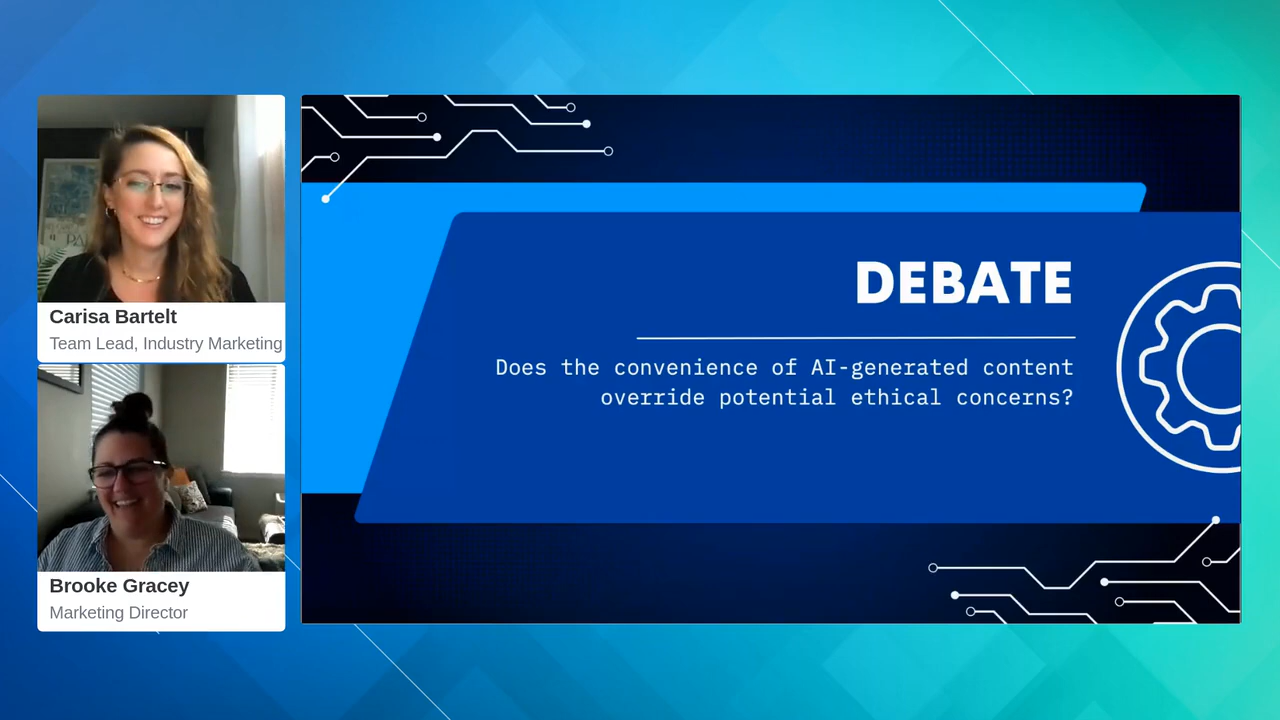 Carisa Bartelt
Team Lead, Industry Marketing
Brooke Gracey
Marketing Director
DEBATE
Does the convenience of AI-generated content
override potential ethical concerns?